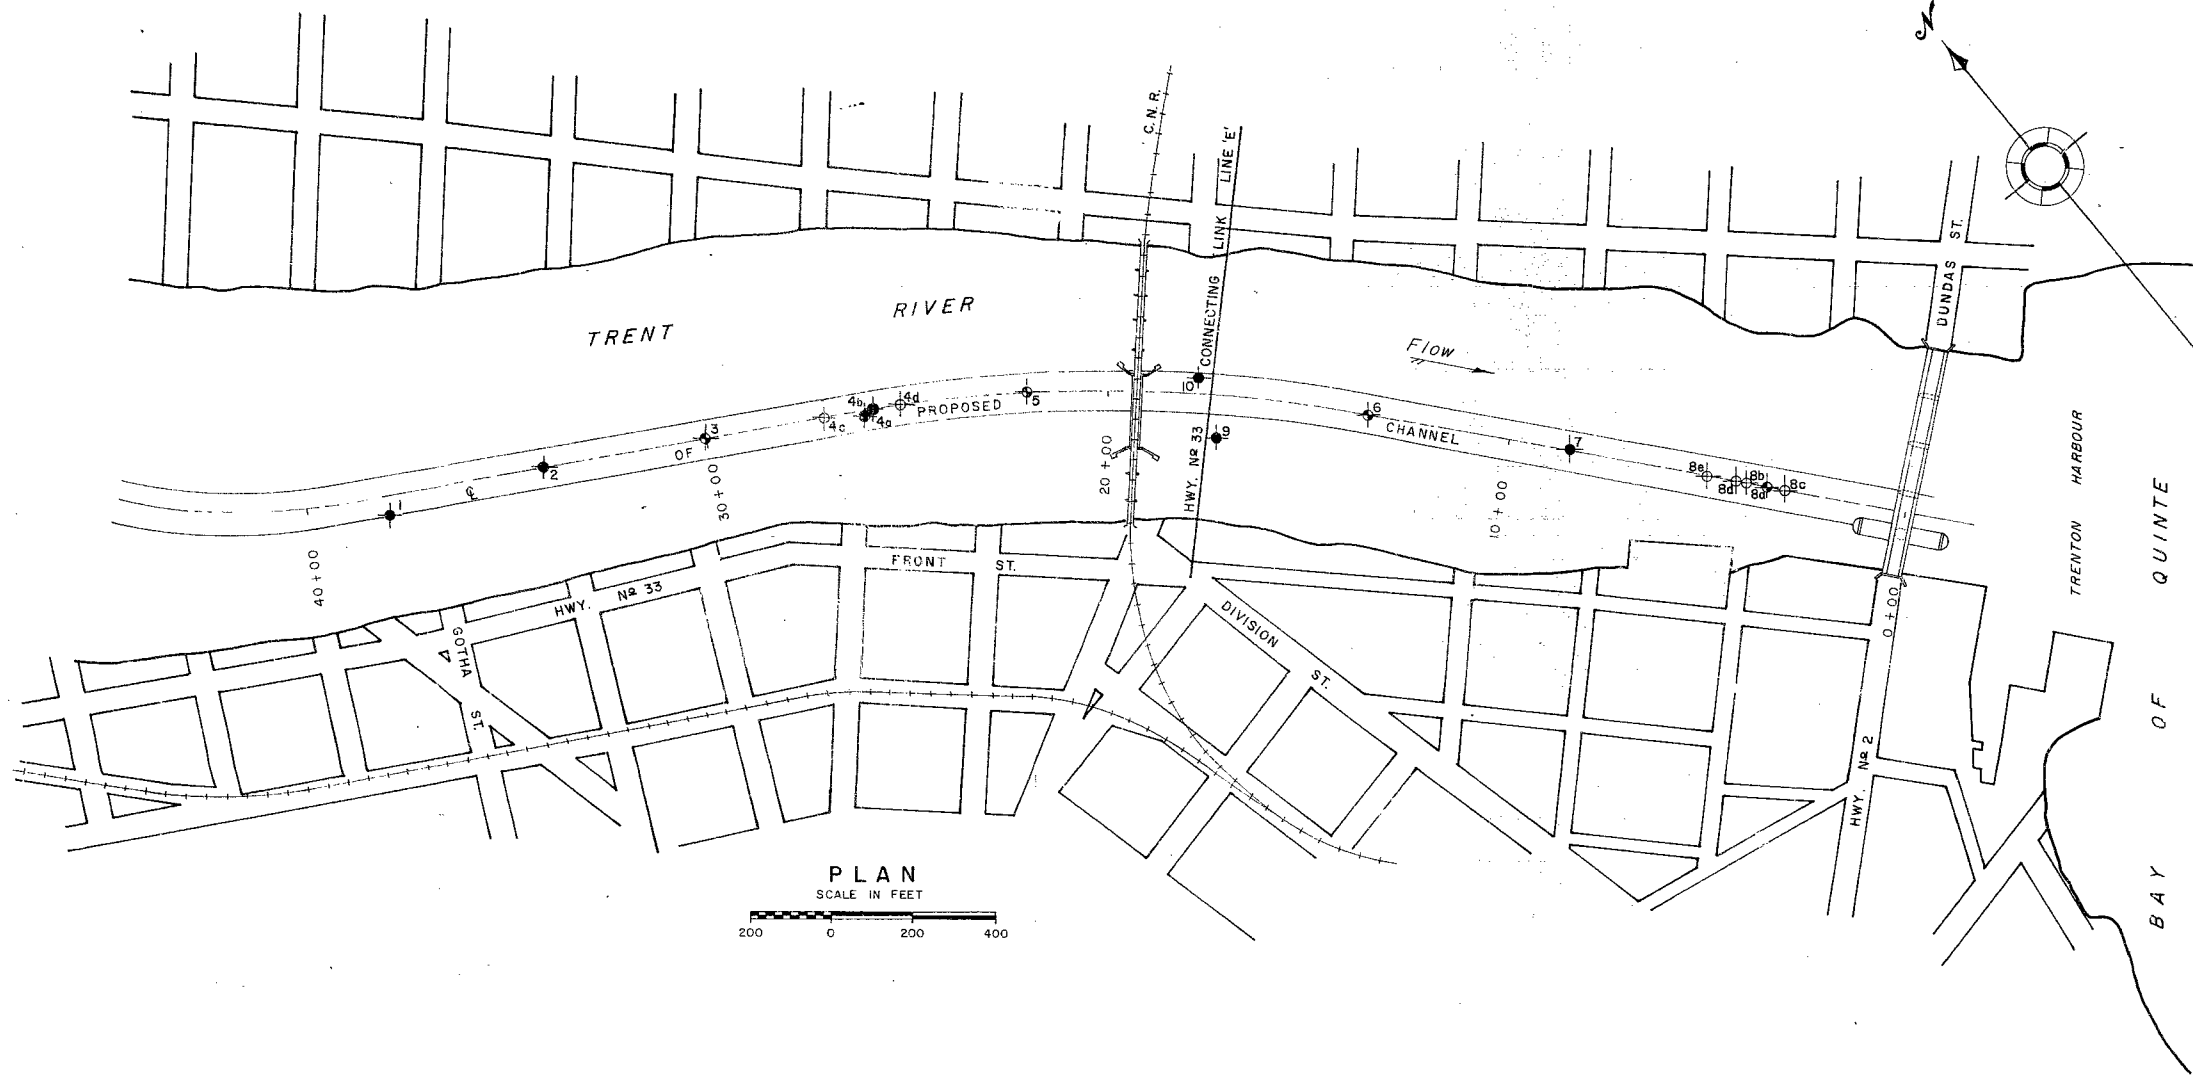 N
C.N.R.
LINE 'E'
CONNECTING LINK
DUNDAS ST.
TRENT RIVER
Flow
1
2
3
4c
4b
4a
4d
5
10
9
6
7
8e
8d
8b
8d
8c
℄ OF PROPOSED CHANNEL
40+00
30+00
20+00
10+00
0+00
HWY. Nº 33
FRONT ST.
HWY. Nº 33
GOTHA ST.
DIVISION ST.
HWY. Nº 2
TRENTON HARBOUR
BAY OF QUINTE
PLAN
SCALE IN FEET
200 0 200 400